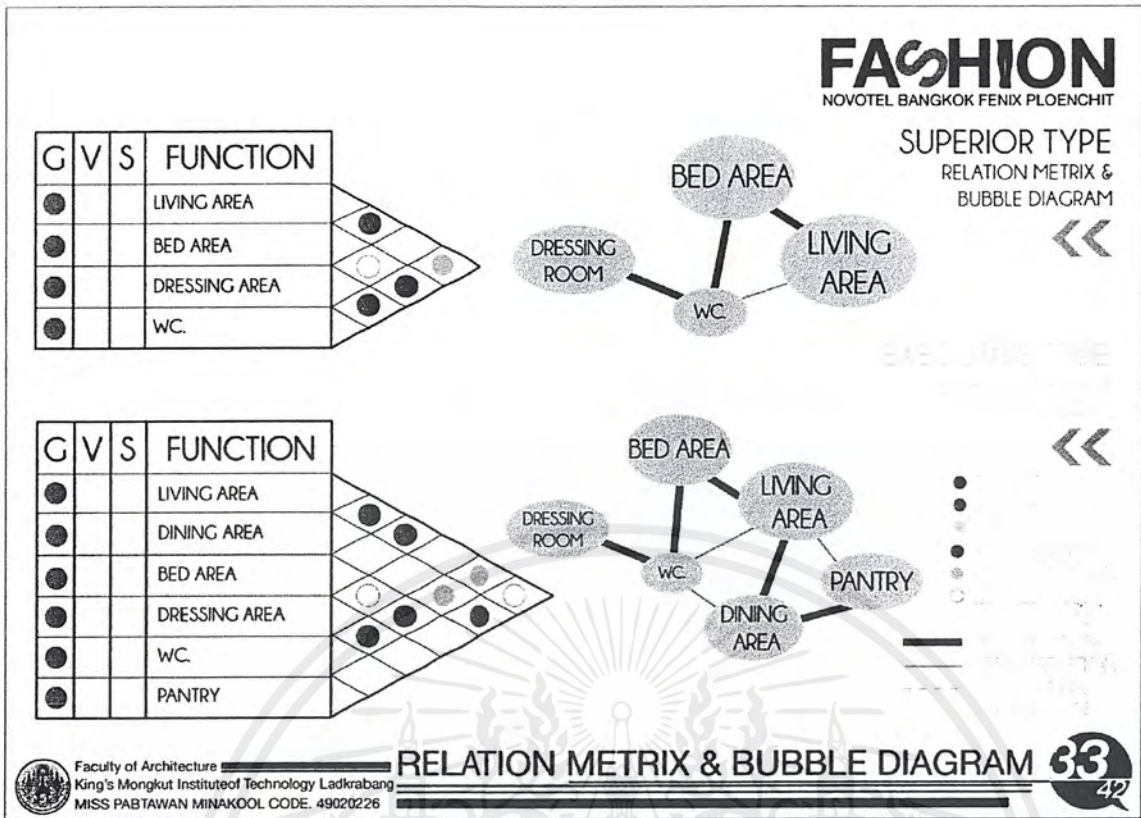 FASHION
NOVOTEL BANGKOK FENIX PLOENCHIT
SUPERIOR TYPE
RELATION METRIX &
BUBBLE DIAGRAM
G V S FUNCTION
LIVING AREA
BED AREA
DRESSING AREA
WC.
BED AREA
DRESSING
ROOM
LIVING
AREA
WC.
EXECUTIVE TYPE
G V S FUNCTION
LIVING AREA
DINING AREA
BED AREA
DRESSING AREA
WC.
PANTRY
BED AREA
LIVING
AREA
DRESSING
ROOM
WC.
PANTRY
DINING
AREA
Faculty of Architecture
King's Mongkut Instituteof Technology Ladkrabang
MISS PABTAWAN MINAKOOL CODE. 49020226
RELATION METRIX & BUBBLE DIAGRAM
33
42